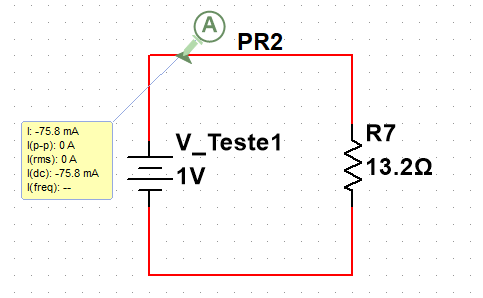 A
PR2
I: -75.8 mA
I(p-p): 0 A
I(rms): 0 A
I(dc): -75.8 mA
I(freq): --
V_Teste1
1V
R7
13.2Ω